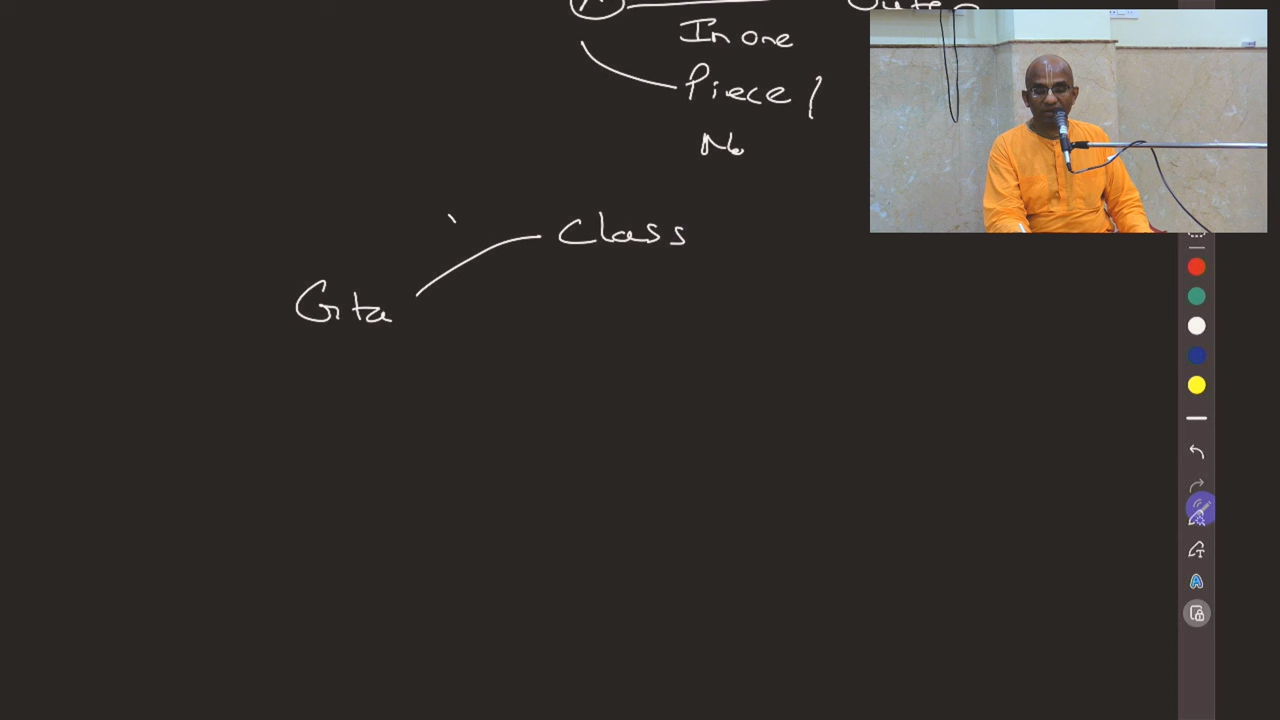 In one
Piece /
No
Class
Gita